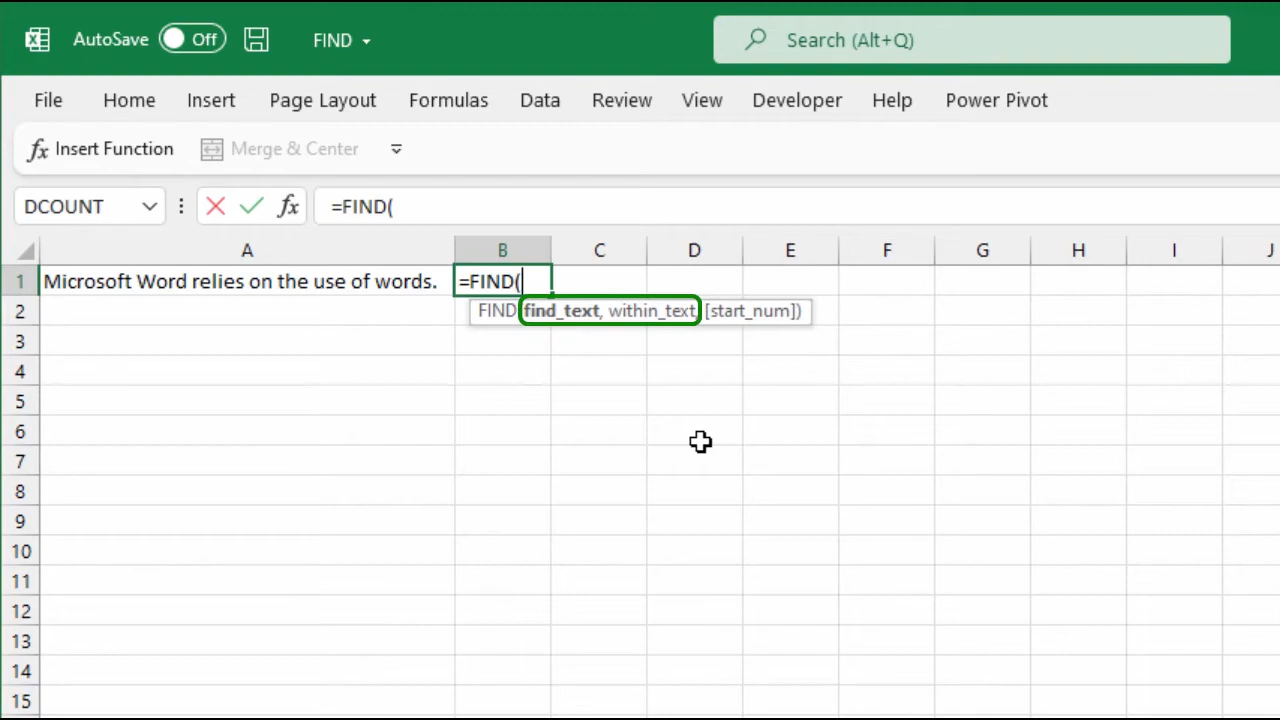 AutoSave Off FIND Search (Alt+Q)
File Home Insert Page Layout Formulas Data Review View Developer Help Power Pivot
fx Insert Function Merge & Center
DCOUNT fx =FIND(
A B C D E F G H I J
1 Microsoft Word relies on the use of words. =FIND(
2 FIND(find_text, within_text, [start_num])
3
4
5
6
7
8
9
10
11
12
13
14
15